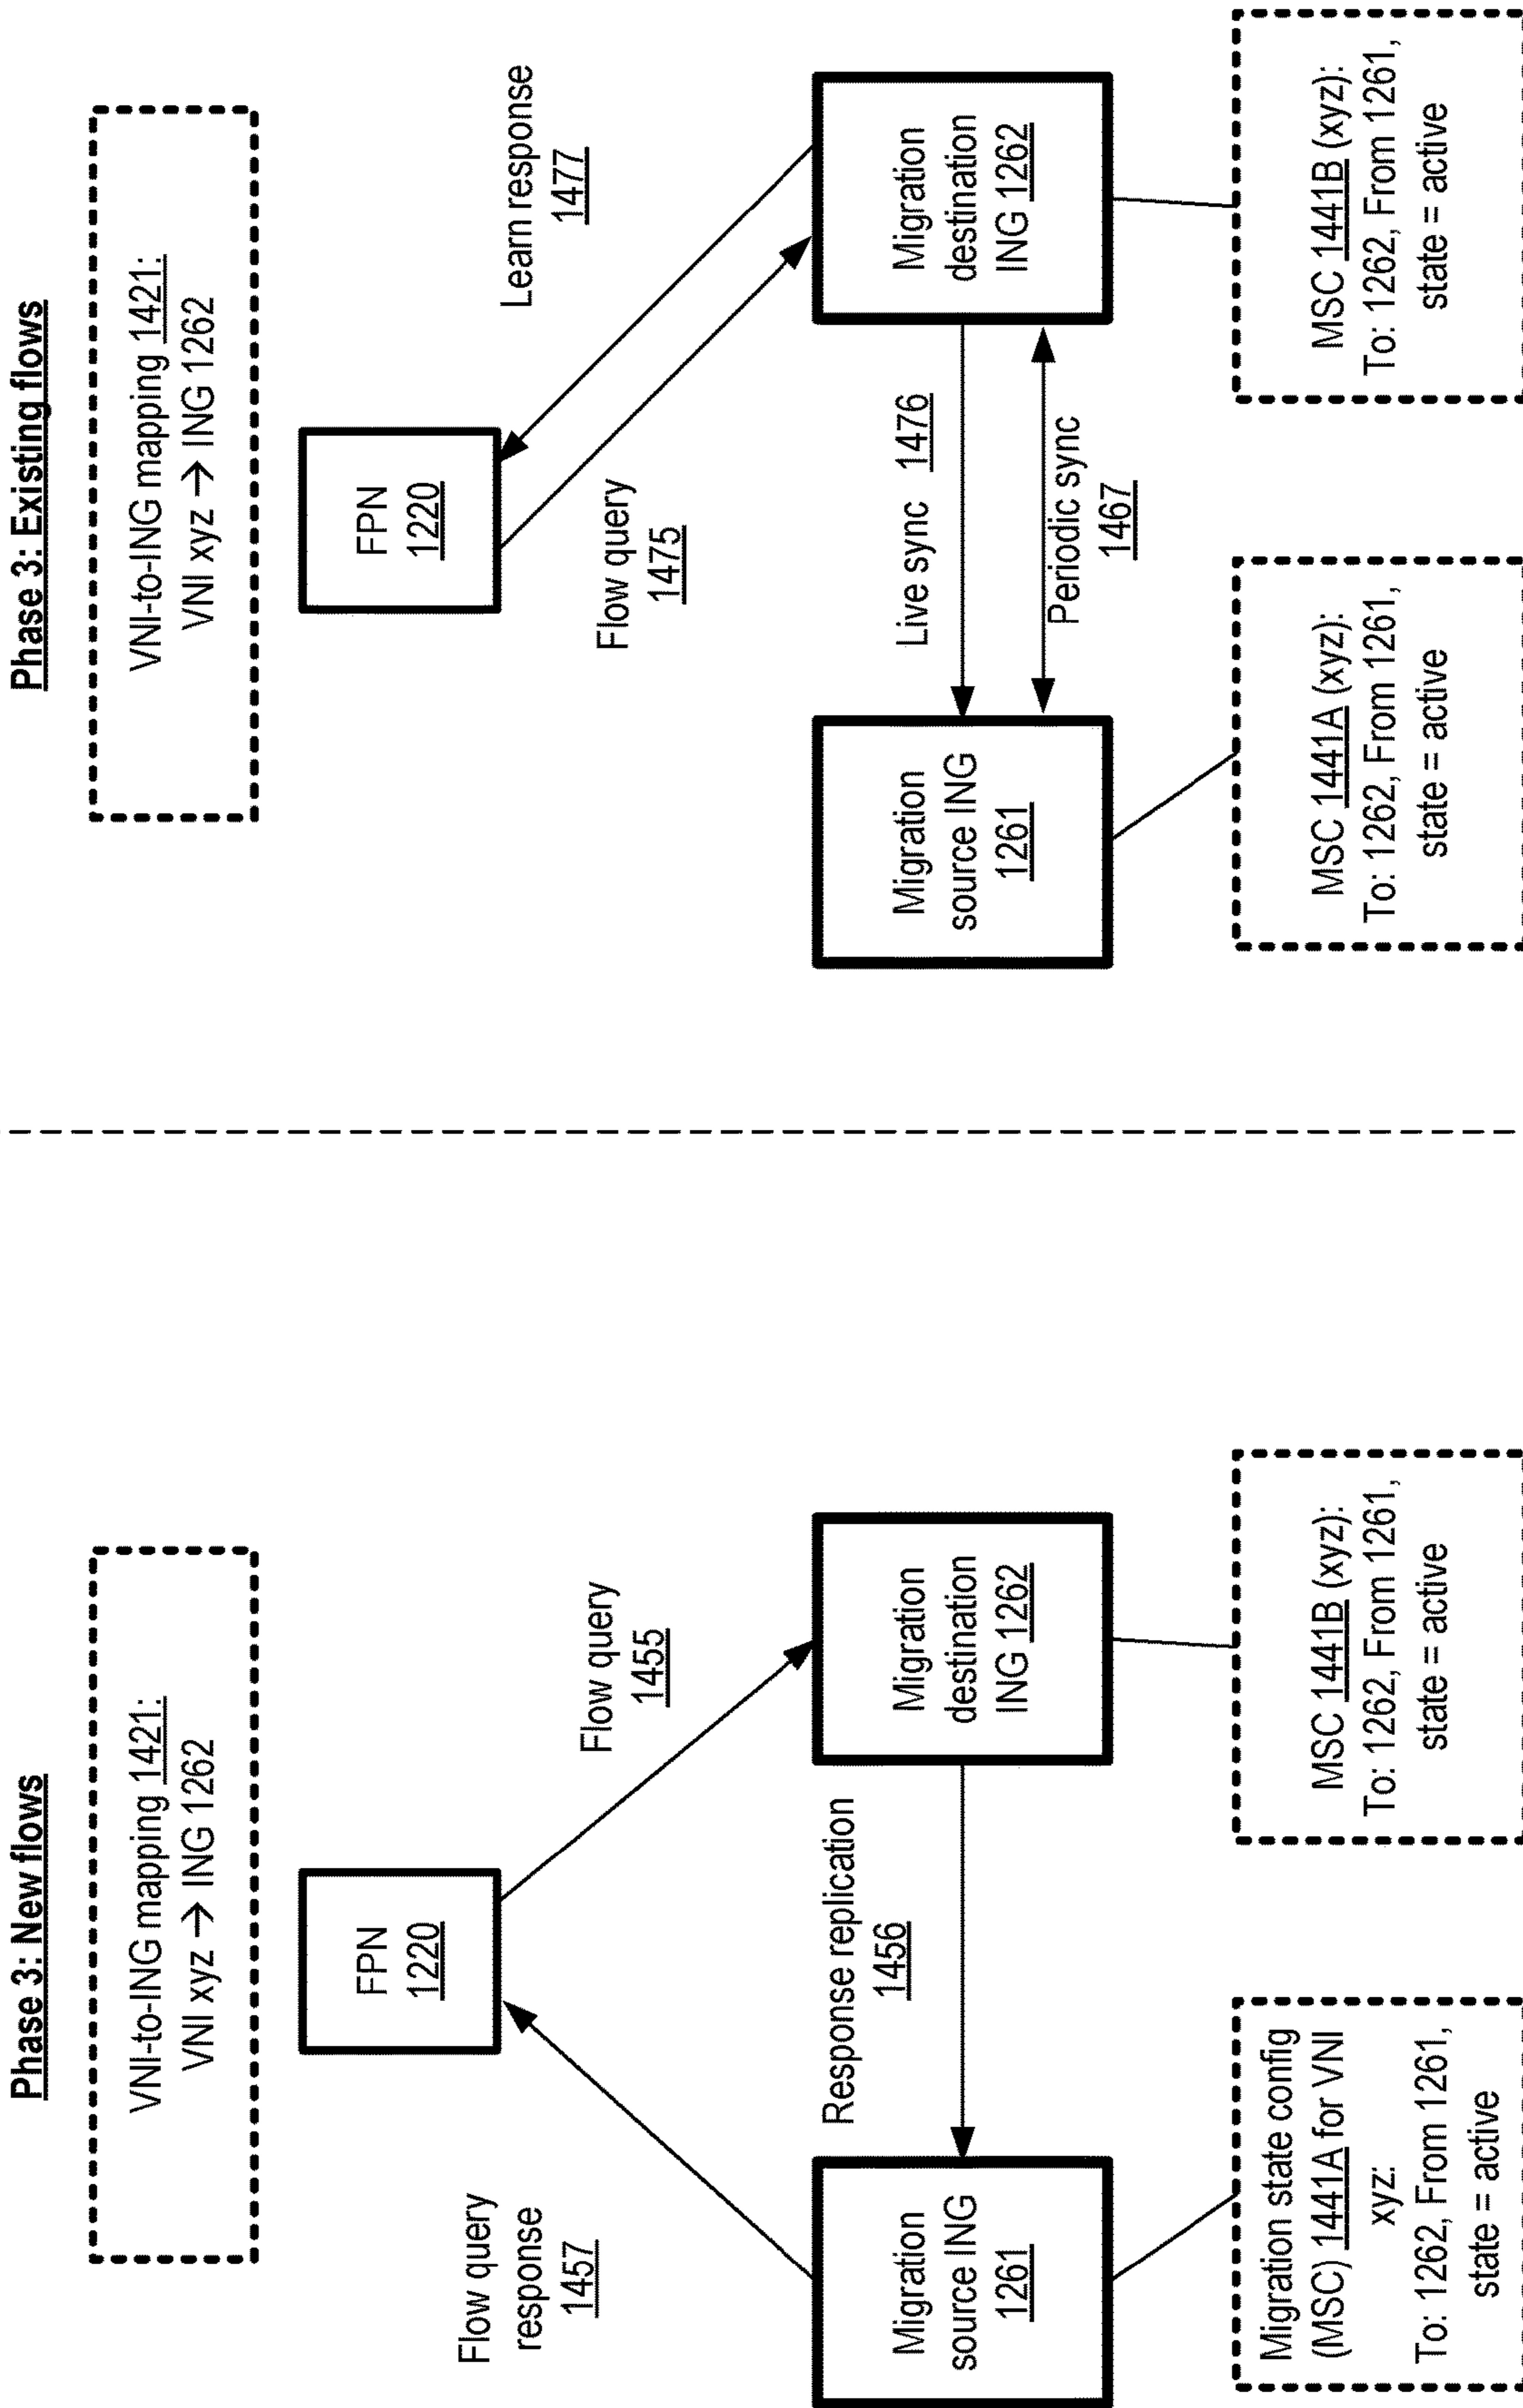 Phase 3: New flows
VNI-to-ING mapping 1421:
VNI xyz → ING 1262
FPN
1220
Flow query
response
1457
Flow query
1455
Migration
source ING
1261
Response replication
1456
Migration
destination
ING 1262
Migration state config
(MSC) 1441A for VNI
xyz:
To: 1262, From 1261,
state = active
MSC 1441B (xyz):
To: 1262, From 1261,
state = active
Phase 3: Existing flows
VNI-to-ING mapping 1421:
VNI xyz → ING 1262
FPN
1220
Flow query
1475
Learn response
1477
Migration
source ING
1261
Live sync 1476
Periodic sync
1467
Migration
destination
ING 1262
MSC 1441A (xyz):
To: 1262, From 1261,
state = active
MSC 1441B (xyz):
To: 1262, From 1261,
state = active